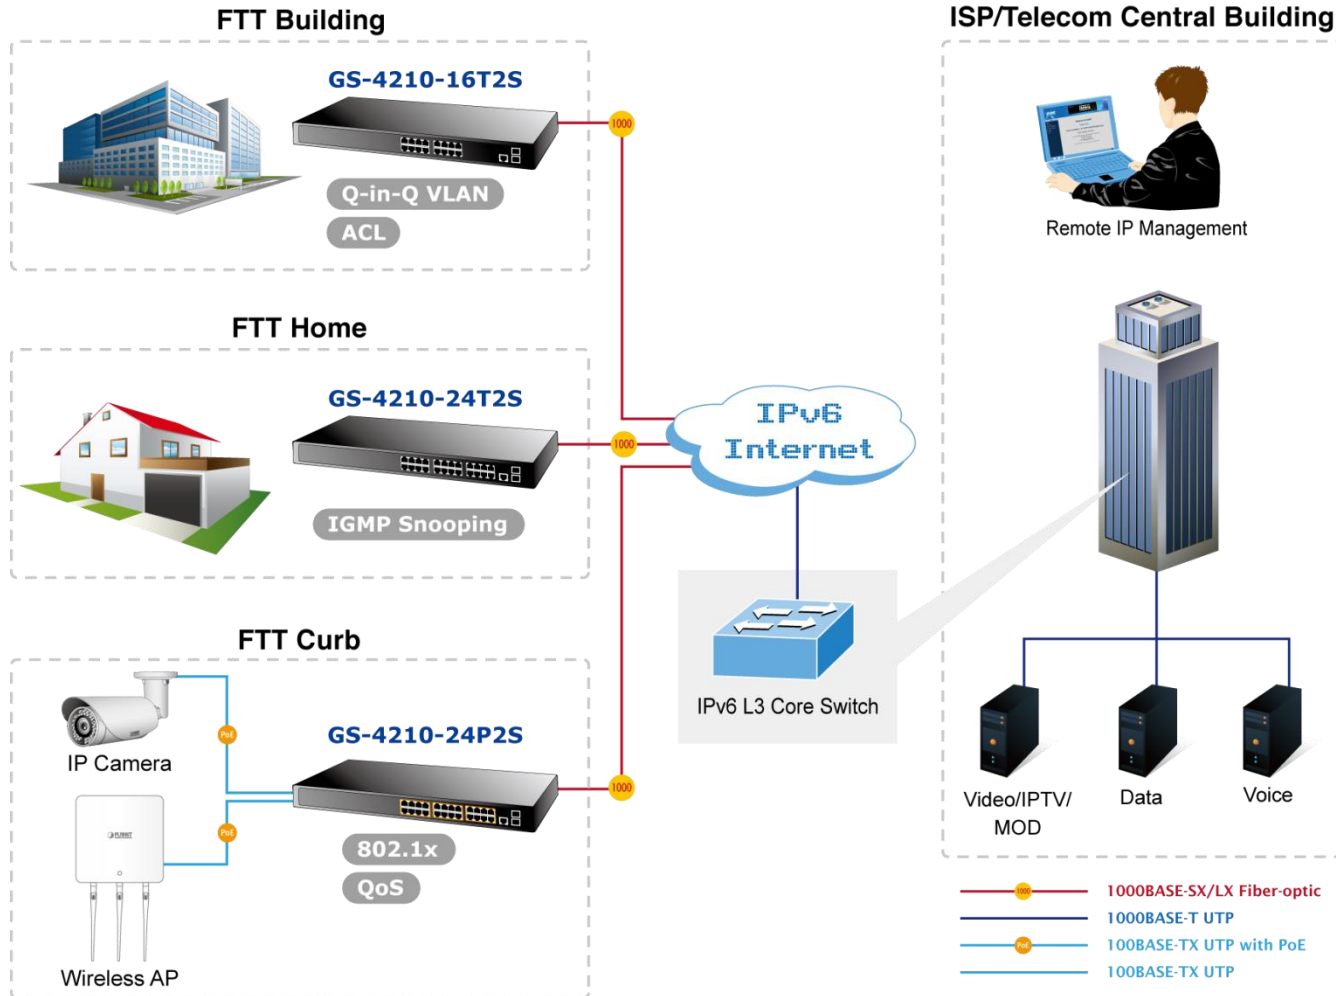 FTT Building
GS-4210-16T2S
1000
Q-in-Q VLAN
ACL
FTT Home
GS-4210-24T2S
1000
IGMP Snooping
FTT Curb
PoE
IP Camera
GS-4210-24P2S
1000
PoE
PLANET
802.1x
QoS
Wireless AP
IPv6
Internet
IPv6 L3 Core Switch
ISP/Telecom Central Building
Remote IP Management
Video/IPTV/
MOD
Data
Voice
1000
1000BASE-SX/LX Fiber-optic
1000BASE-T UTP
PoE
100BASE-TX UTP with PoE
100BASE-TX UTP